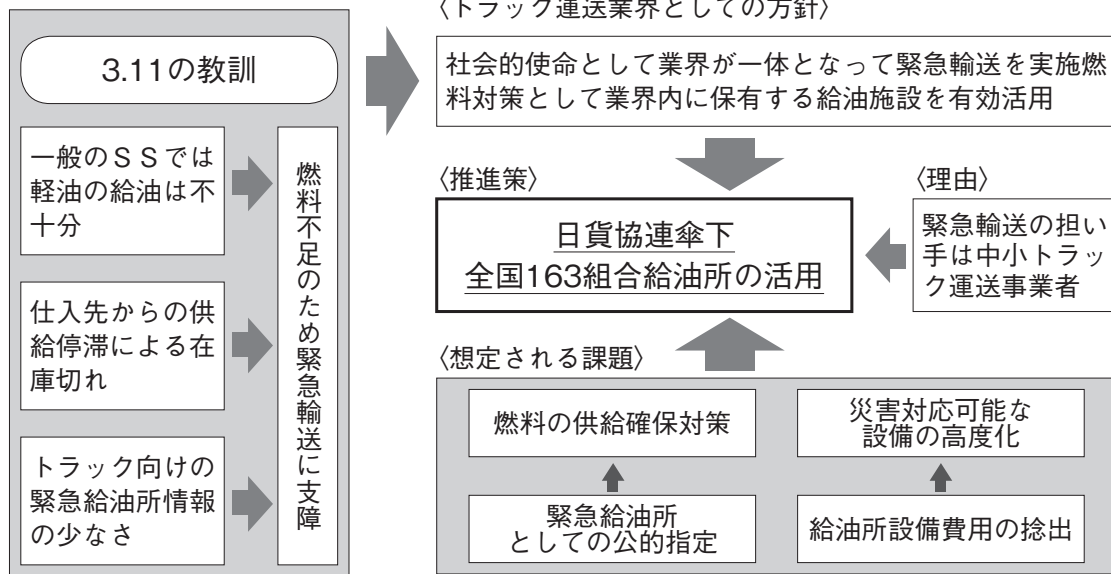 3.11の教訓
一般のＳＳでは
軽油の給油は不
十分
仕入先からの供
給停滞による在
庫切れ
トラック向けの
緊急給油所情報
の少なさ
燃料不足のため緊急輸送に支障
〈トラック運送業界としての方針〉
社会的使命として業界が一体となって緊急輸送を実施燃
料対策として業界内に保有する給油施設を有効活用
〈推進策〉
日貨協連傘下
全国163組合給油所の活用
〈理由〉
緊急輸送の担い
手は中小トラッ
ク運送事業者
〈想定される課題〉
燃料の供給確保対策
災害対応可能な
設備の高度化
緊急給油所
としての公的指定
給油所設備費用の捻出